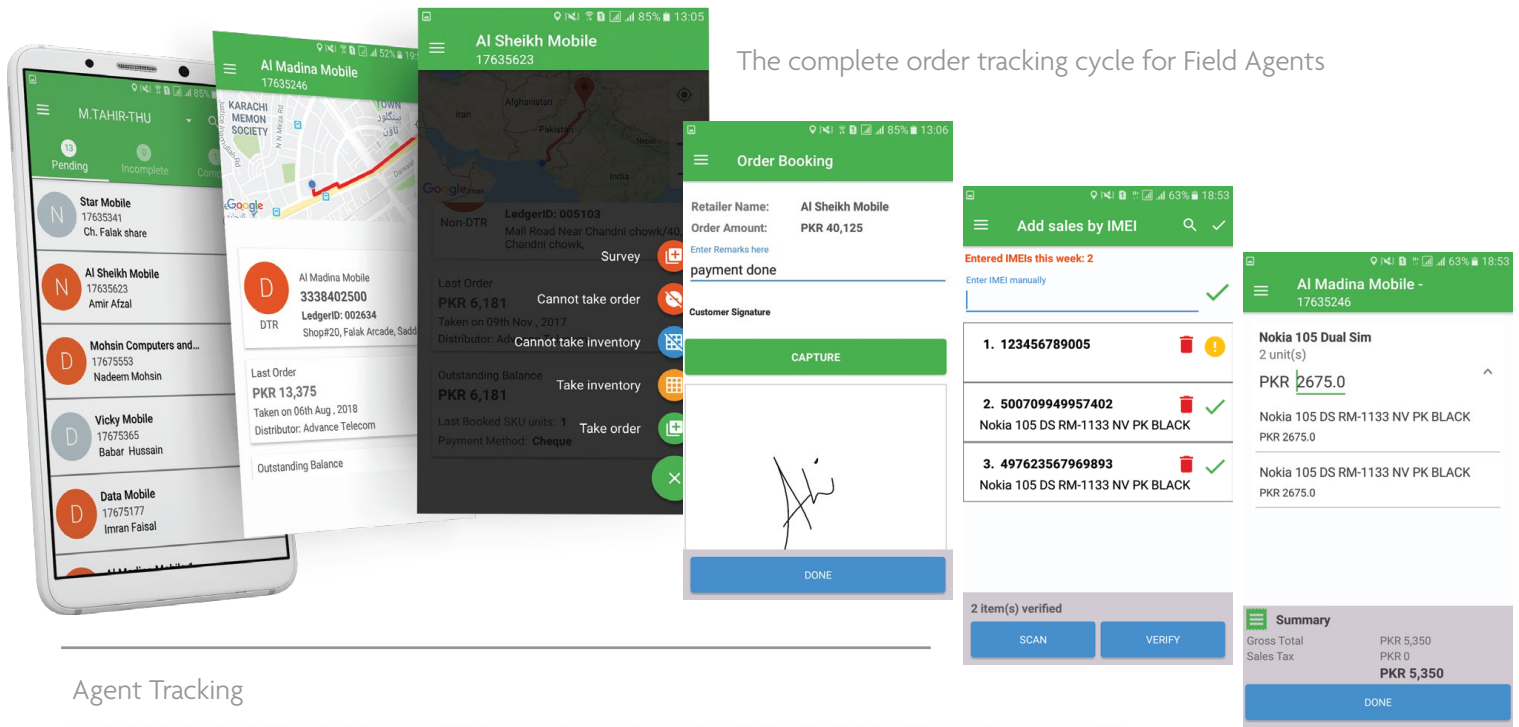 The complete order tracking cycle for Field Agents
85%
M.TAHIR-THU
13
0
Pending
Incomplete
N
Star Mobile
17635341
Ch. Falak share
N
Al Sheikh Mobile
17635623
Amir Afzal
D
Mohsin Computers and...
17675553
Nadeem Mohsin
D
Vicky Mobile
17675365
Babar Hussain
D
Data Mobile
17675177
Imran Faisal
52%
Al Madina Mobile
17635246
KARACHI
MEMON
SOCIETY
N N Mirza Rd
TOWN
ٹاؤن
Google
D
DTR
Al Madina Mobile
3338402500
LedgerID: 002634
Shop#20, Falak Arcade, Sadd
Last Order
PKR 13,375
Taken on 06th Aug , 2018
Distributor: Advance Telecom
Outstanding Balance
85% 13:05
Al Sheikh Mobile
17635623
Iran
Afghanistan
Pakistan
Nepal
India
Google
Non-DTR
LedgerID: 005103
Mall Road Near Chandni chowk/40,
Chandni chowk,
Survey
Last Order
PKR 6,181
Cannot take order
Taken on 09th Nov , 2017
Distributor:
Cannot take inventory
Outstanding Balance
PKR 6,181
Take inventory
Last Booked SKU units: 1
Take order
Payment Method: Cheque
85% 13:06
Order Booking
Retailer Name: Al Sheikh Mobile
Order Amount: PKR 40,125
Enter Remarks here
payment done
Customer Signature
CAPTURE
DONE
63% 18:53
Add sales by IMEI
Entered IMEIs this week: 2
Enter IMEI manually
1. 123456789005
2. 500709949957402
Nokia 105 DS RM-1133 NV PK BLACK
3. 497623567969893
Nokia 105 DS RM-1133 NV PK BLACK
2 item(s) verified
SCAN VERIFY
63% 18:53
Al Madina Mobile -
17635246
Nokia 105 Dual Sim
2 unit(s)
PKR 2675.0
Nokia 105 DS RM-1133 NV PK BLACK
PKR 2675.0
Nokia 105 DS RM-1133 NV PK BLACK
PKR 2675.0
Summary
Gross Total PKR 5,350
Sales Tax PKR 0
PKR 5,350
DONE
Agent Tracking